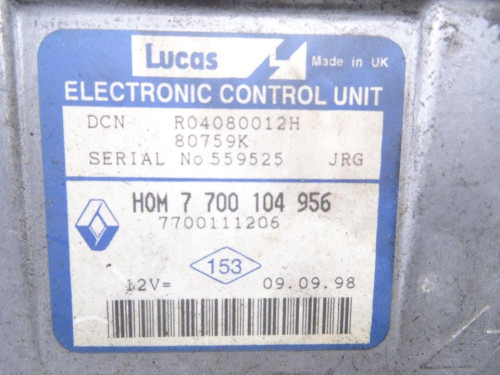 Lucas Made in UK
ELECTRONIC CONTROL UNIT
DCN R04080012H
80759K
SERIAL No 559525 JRG
HOM 7 700 104 956
7700111206
153
12V= 09.09.98